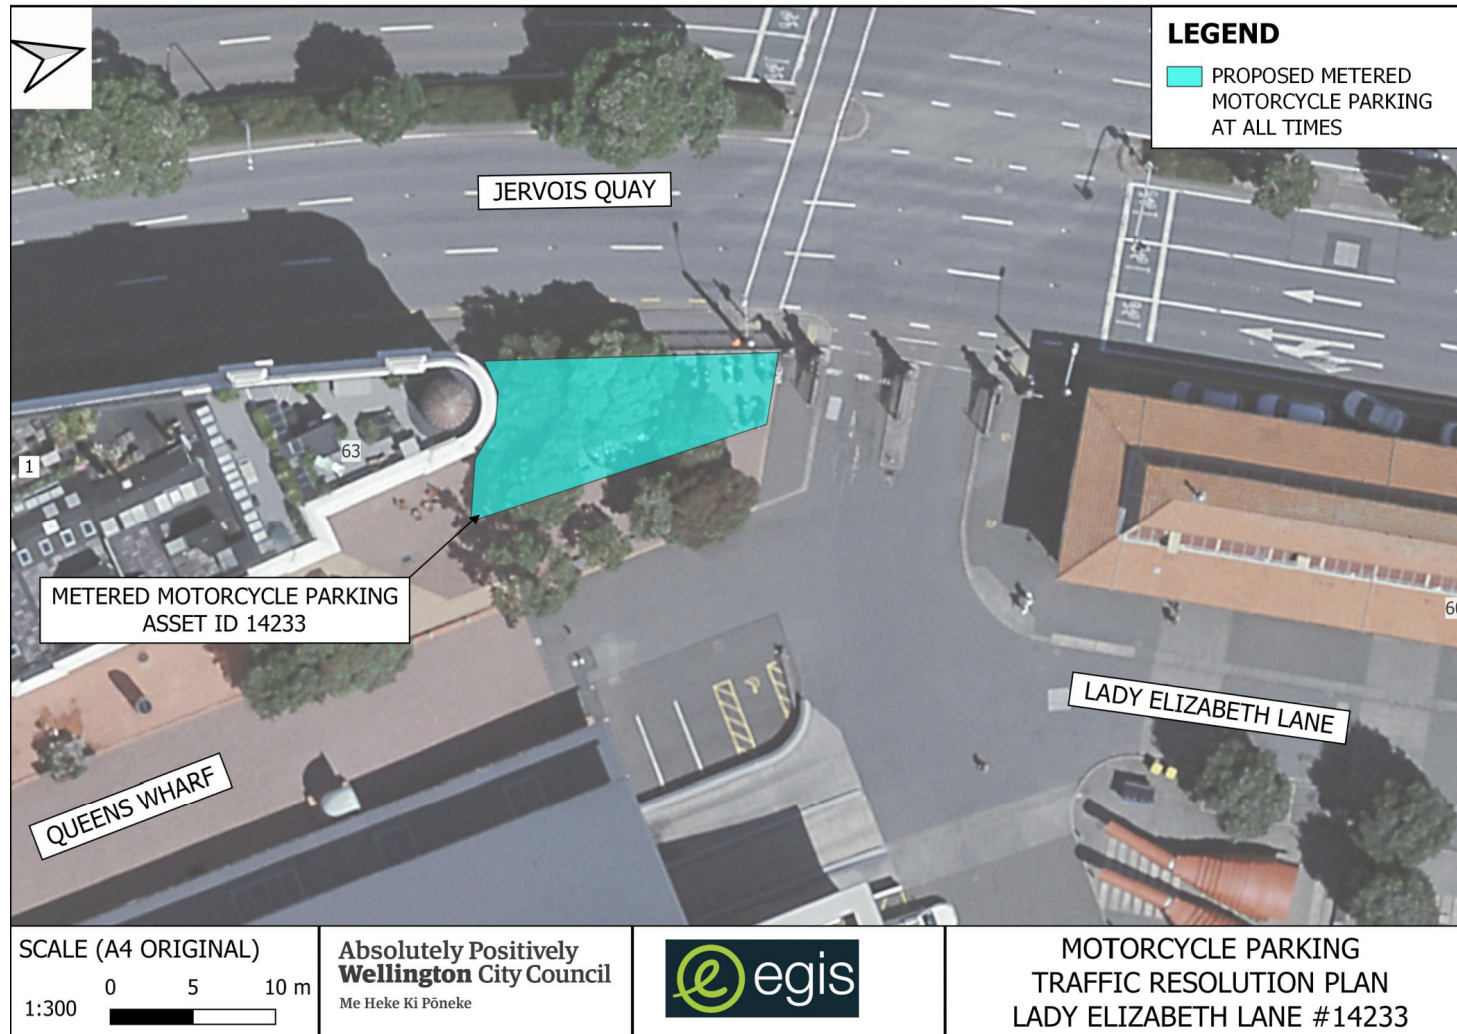 LEGEND
PROPOSED METERED
MOTORCYCLE PARKING
AT ALL TIMES
JERVOIS QUAY
1
63
METERED MOTORCYCLE PARKING
ASSET ID 14233
LADY ELIZABETH LANE
QUEENS WHARF
SCALE (A4 ORIGINAL)
1:300
0 5 10 m
Absolutely Positively
Wellington City Council
Me Heke Ki Pōneke
egis
MOTORCYCLE PARKING
TRAFFIC RESOLUTION PLAN
LADY ELIZABETH LANE #14233